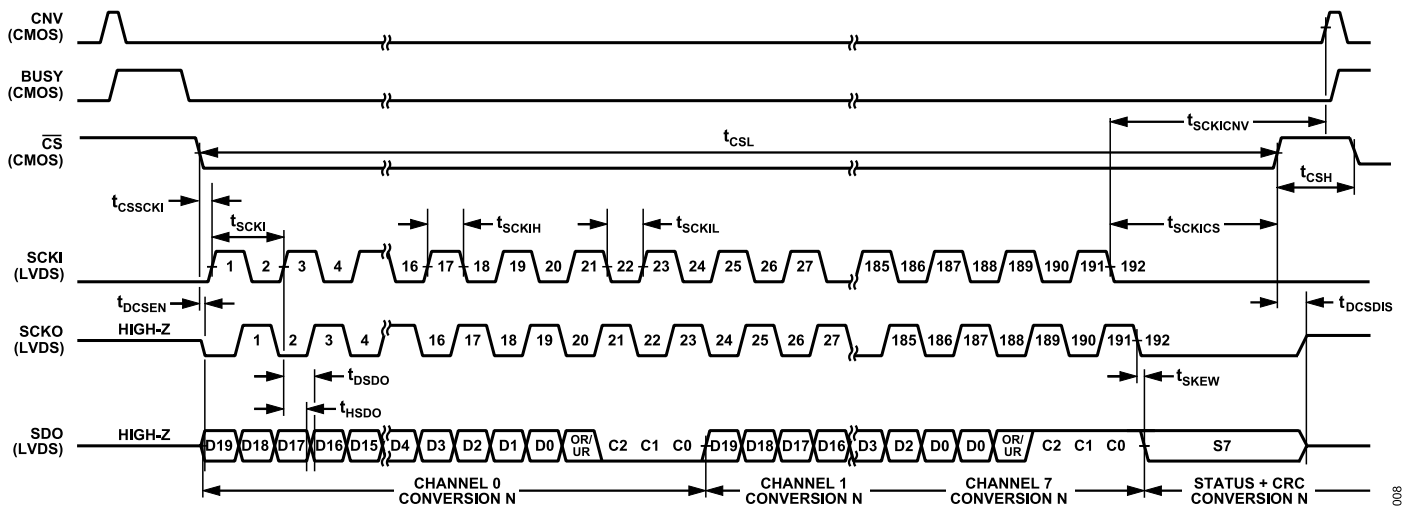 CNV
(CMOS)
BUSY
(CMOS)
CS
(CMOS)
tCSL
tSCKICNV
tCSH
tCSSCKI
tSCKI
tSCKIH
tSCKIL
tSCKICS
SCKI
(LVDS)
1 2 3 4 16 17 18 19 20 21 22 23 24 25 26 27 185 186 187 188 189 190 191 192
tDCSEN
tDCSDIS
SCKO
(LVDS)
HIGH-Z
1 2 3 4 16 17 18 19 20 21 22 23 24 25 26 27 185 186 187 188 189 190 191 192
tDSDO
tSKEW
tHSDO
SDO
(LVDS)
HIGH-Z
D19 D18 D17 D16 D15 D4 D3 D2 D1 D0 OR/UR C2 C1 C0 D19 D18 D17 D16 D3 D2 D0 D0 OR/UR C2 C1 C0 S7
CHANNEL 0
CONVERSION N
CHANNEL 1
CONVERSION N
CHANNEL 7
CONVERSION N
STATUS + CRC
CONVERSION N
008